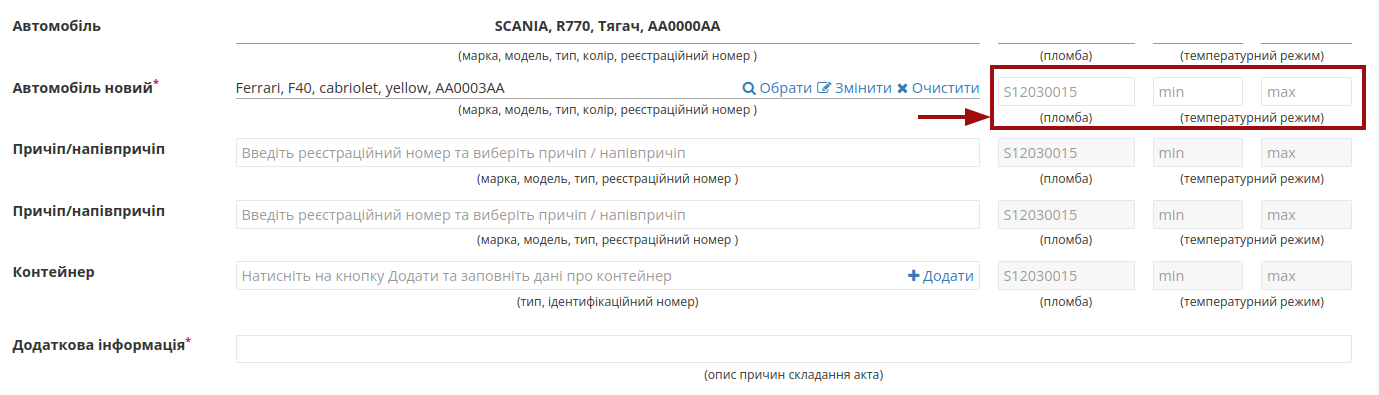 Автомобіль SCANIA, R770, Тягач, AA0000AA
(марка, модель, тип, колір, реєстраційний номер ) (пломба) (температурний режим)
Автомобіль новий* Ferrari, F40, cabriolet, yellow, AA0003AA Обрати Змінити Очистити S12030015 min max
(марка, модель, тип, колір, реєстраційний номер ) (пломба) (температурний режим)
Причіп/напівпричіп Введіть реєстраційний номер та виберіть причіп / напівпричіп S12030015 min max
(марка, модель, тип, реєстраційний номер ) (пломба) (температурний режим)
Причіп/напівпричіп Введіть реєстраційний номер та виберіть причіп / напівпричіп S12030015 min max
(марка, модель, тип, реєстраційний номер ) (пломба) (температурний режим)
Контейнер Натисніть на кнопку Додати та заповніть дані про контейнер Додати S12030015 min max
(тип, ідентифікаційний номер) (пломба) (температурний режим)
Додаткова інформація*
(опис причин складання акта)